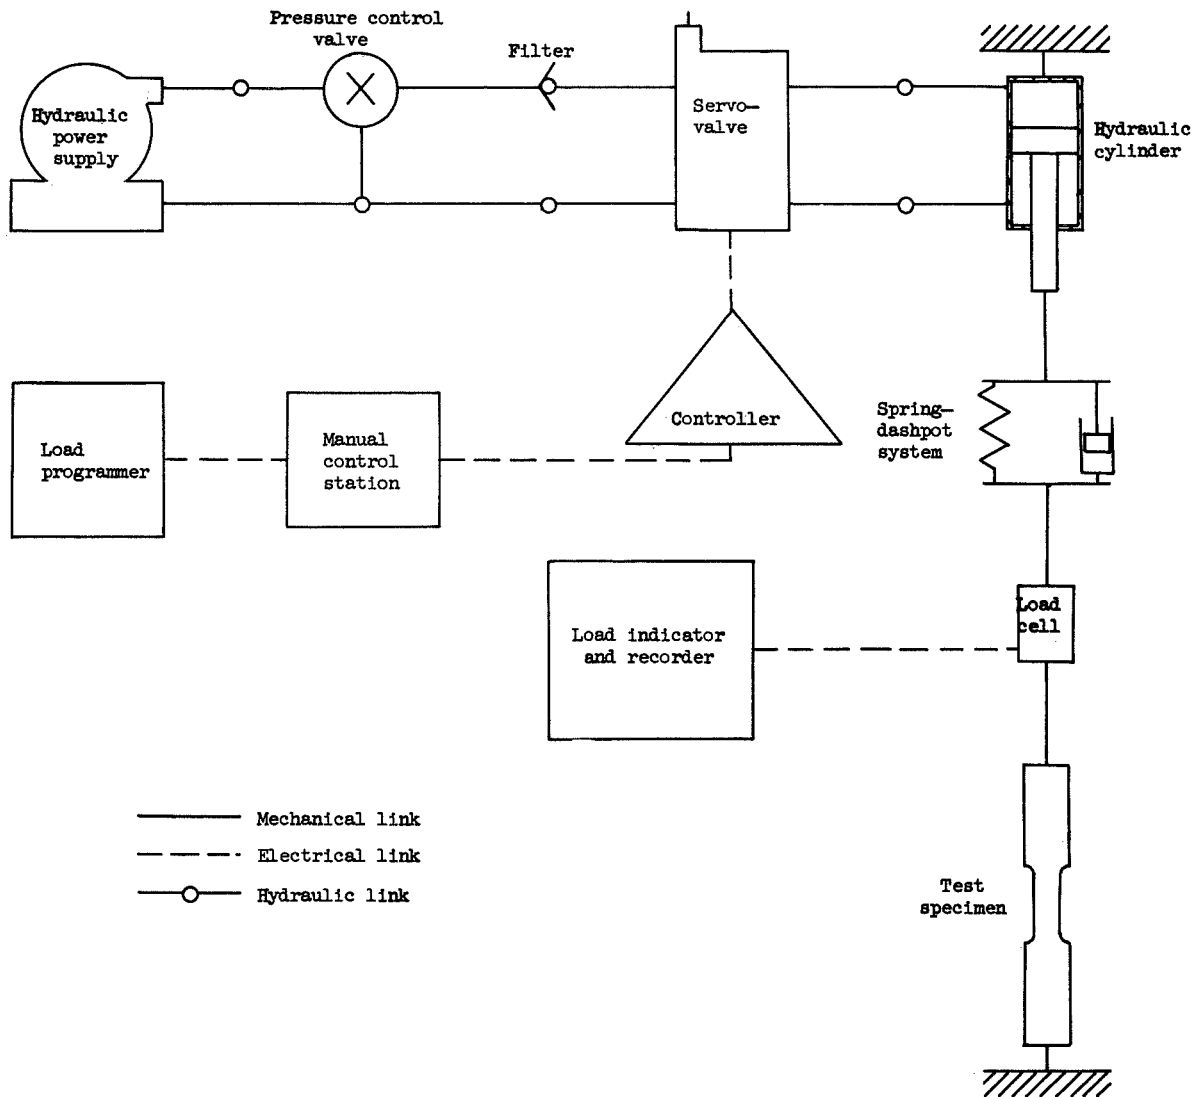 Pressure control
valve
Filter
Hydraulic
power
supply
Servo—
valve
Hydraulic
cylinder
Load
programmer
Manual
control
station
Controller
Spring—
dashpot
system
Load indicator
and recorder
Load
cell
Mechanical link
Electrical link
Hydraulic link
Test
specimen